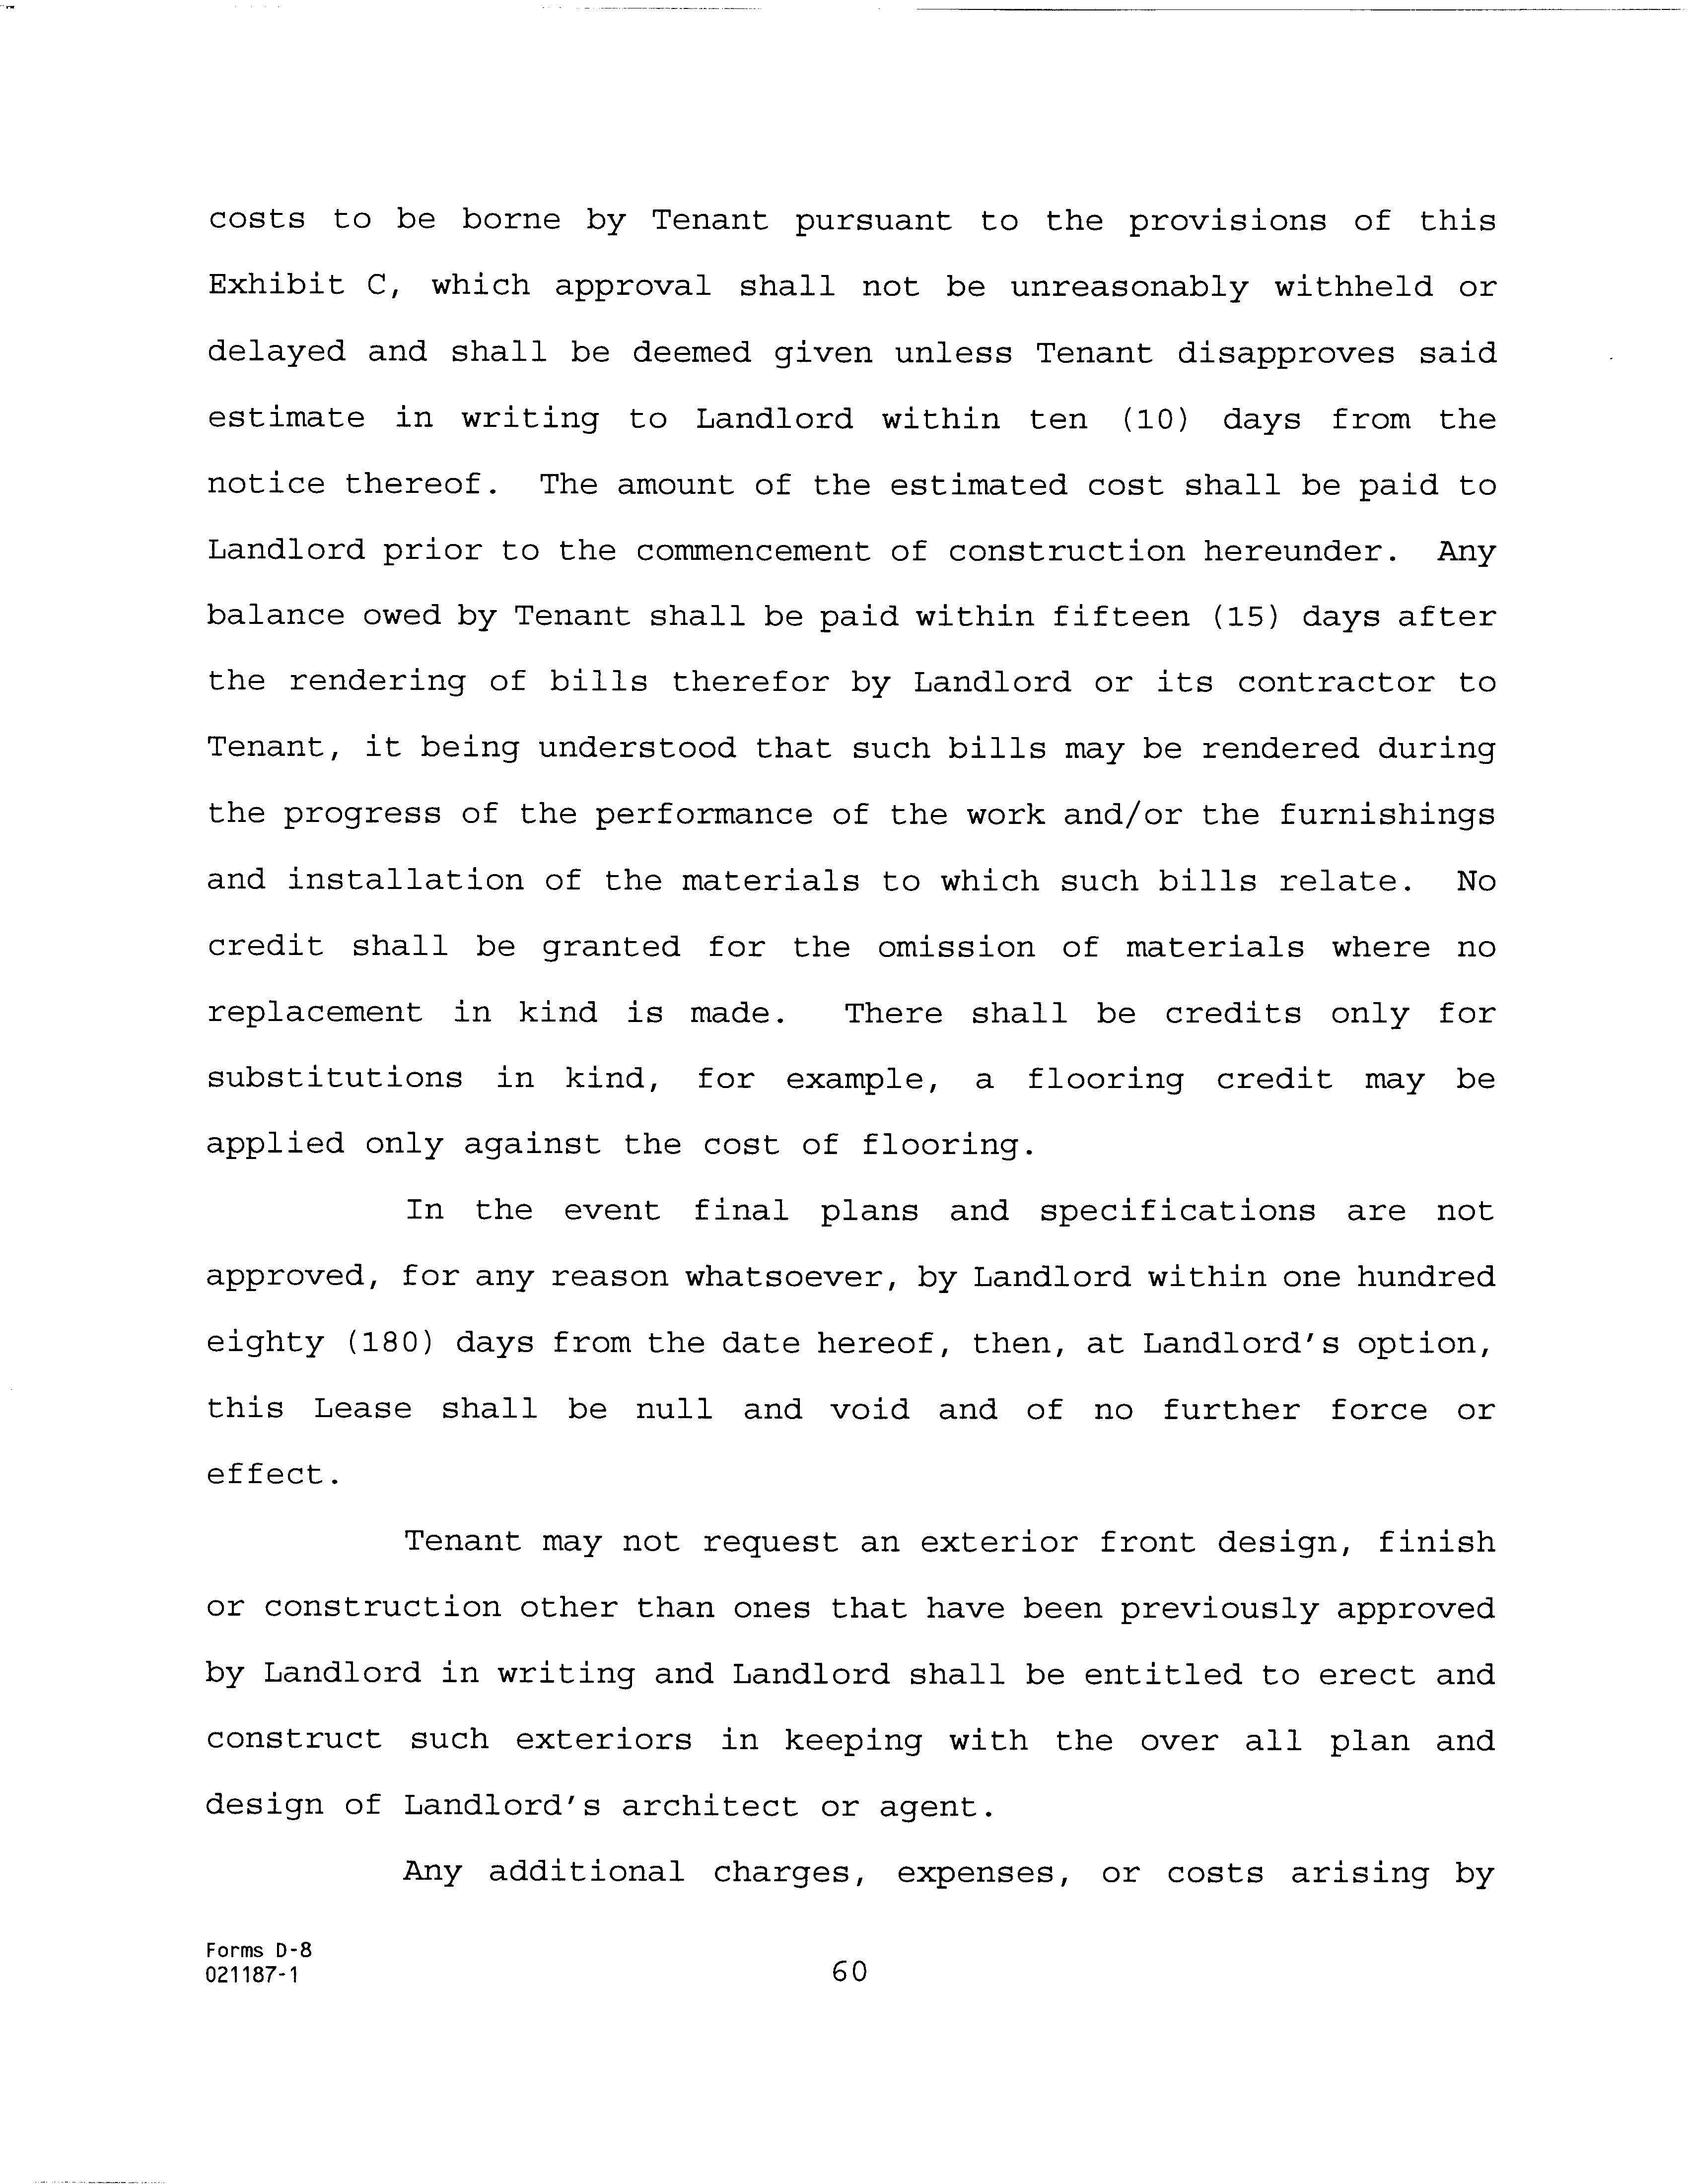 costs to be borne by Tenant pursuant to the provisions of this
Exhibit C, which approval shall not be unreasonably withheld or
delayed and shall be deemed given unless Tenant disapproves said
estimate in writing to Landlord within ten (10) days from the
notice thereof. The amount of the estimated cost shall be paid to
Landlord prior to the commencement of construction hereunder. Any
balance owed by Tenant shall be paid within fifteen (15) days after
the rendering of bills therefor by Landlord or its contractor to
Tenant, it being understood that such bills may be rendered during
the progress of the performance of the work and/or the furnishings
and installation of the materials to which such bills relate. No
credit shall be granted for the omission of materials where no
replacement in kind is made. There shall be credits only for
substitutions in kind, for example, a flooring credit may be
applied only against the cost of flooring.
In the event final plans and specifications are not
approved, for any reason whatsoever, by Landlord within one hundred
eighty (180) days from the date hereof, then, at Landlord's option,
this Lease shall be null and void and of no further force or
effect.
Tenant may not request an exterior front design, finish
or construction other than ones that have been previously approved
by Landlord in writing and Landlord shall be entitled to erect and
construct such exteriors in keeping with the over all plan and
design of Landlord's architect or agent.
Any additional charges, expenses, or costs arising by
Forms D-8
021187-1
60